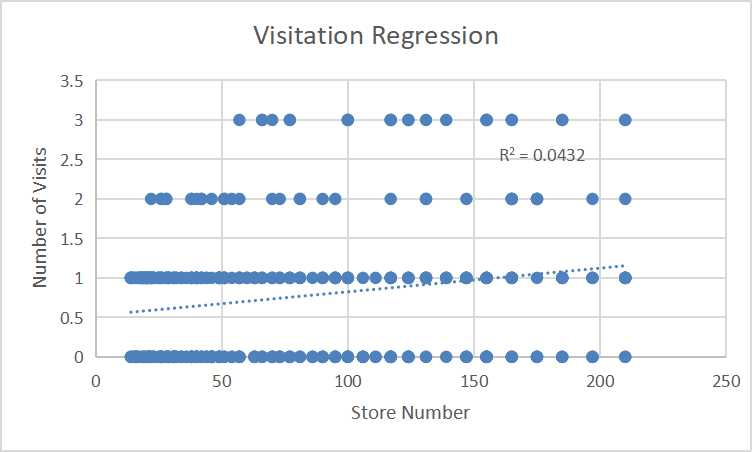 Visitation Regression
3.5
3
2.5
2
1.5
1
0.5
0
Number of Visits
R² = 0.0432
0 50 100 150 200 250
Store Number